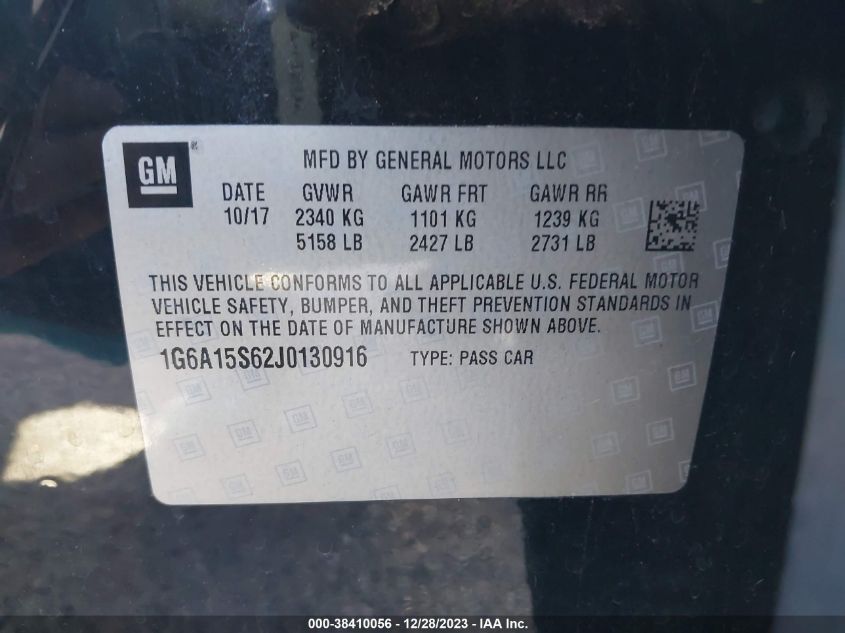 GM
MFD BY GENERAL MOTORS LLC
DATE GVWR GAWR FRT GAWR RR
10/17 2340 KG 1101 KG 1239 KG
5158 LB 2427 LB 2731 LB
THIS VEHICLE CONFORMS TO ALL APPLICABLE U.S. FEDERAL MOTOR
VEHICLE SAFETY, BUMPER, AND THEFT PREVENTION STANDARDS IN
EFFECT ON THE DATE OF MANUFACTURE SHOWN ABOVE.
1G6A15S62J0130916 TYPE: PASS CAR
000-38410056 - 12/28/2023 - IAAI.com